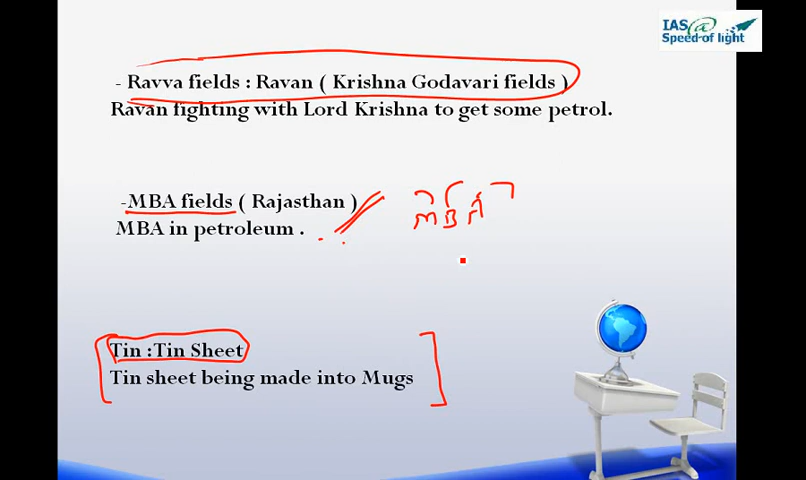 IAS@
Speed of light
- Ravva fields : Ravan ( Krishna Godavari fields )
Ravan fighting with Lord Krishna to get some petrol.
-MBA fields ( Rajasthan )
MBA in petroleum .
MBA
Tin :Tin Sheet
Tin sheet being made into Mugs